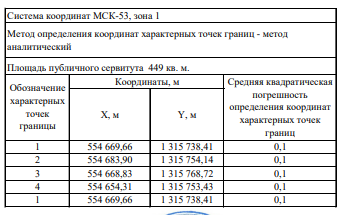 Система координат МСК-53, зона 1
Метод определения координат характерных точек границ - метод
аналитический
Площадь публичного сервитута 449 кв. м.
Обозначение характерных точек границы | Координаты, м | Средняя квадратическая погрешность определения координат характерных точек границ
X, м | Y, м
1 | 554 669,66 | 1 315 738,41 | 0,1
2 | 554 683,90 | 1 315 754,14 | 0,1
3 | 554 668,83 | 1 315 768,72 | 0,1
4 | 554 654,31 | 1 315 753,43 | 0,1
1 | 554 669,66 | 1 315 738,41 | 0,1